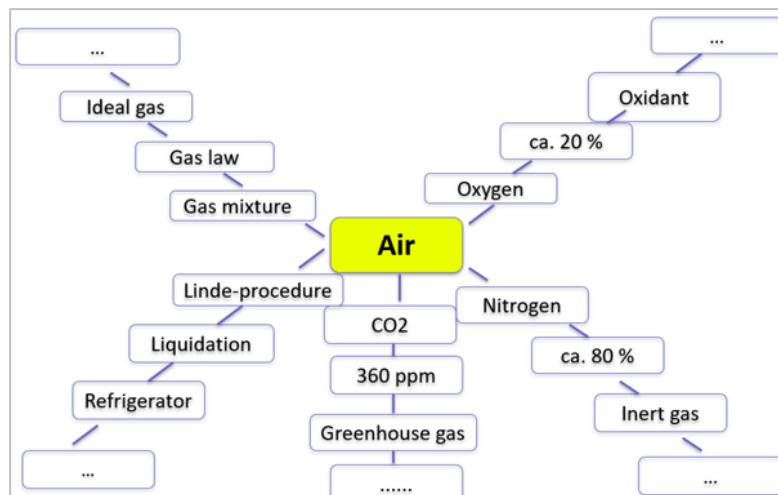 ...
...
Ideal gas
Oxidant
Gas law
ca. 20 %
Gas mixture
Oxygen
Air
Linde-procedure
Nitrogen
CO2
Liquidation
ca. 80 %
360 ppm
Refrigerator
Inert gas
Greenhouse gas
...
...
......